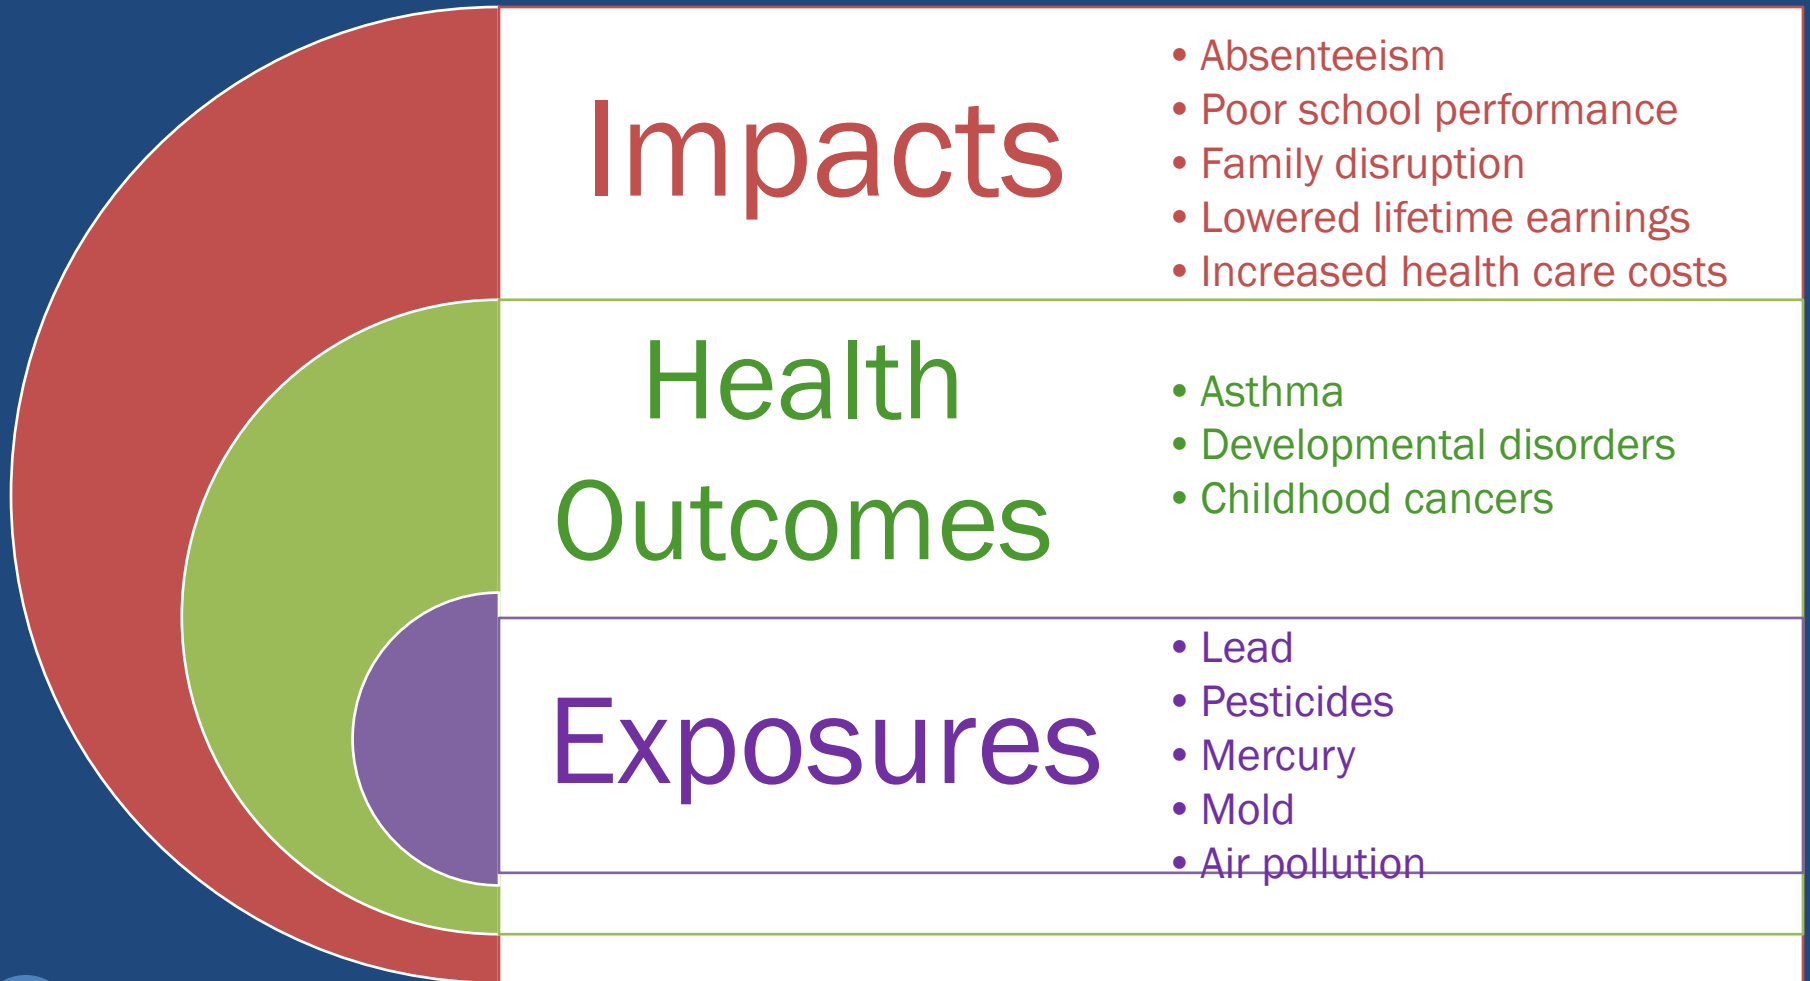 Impacts
• Absenteeism
• Poor school performance
• Family disruption
• Lowered lifetime earnings
• Increased health care costs
Health
Outcomes
• Asthma
• Developmental disorders
• Childhood cancers
Exposures
• Lead
• Pesticides
• Mercury
• Mold
• Air pollution